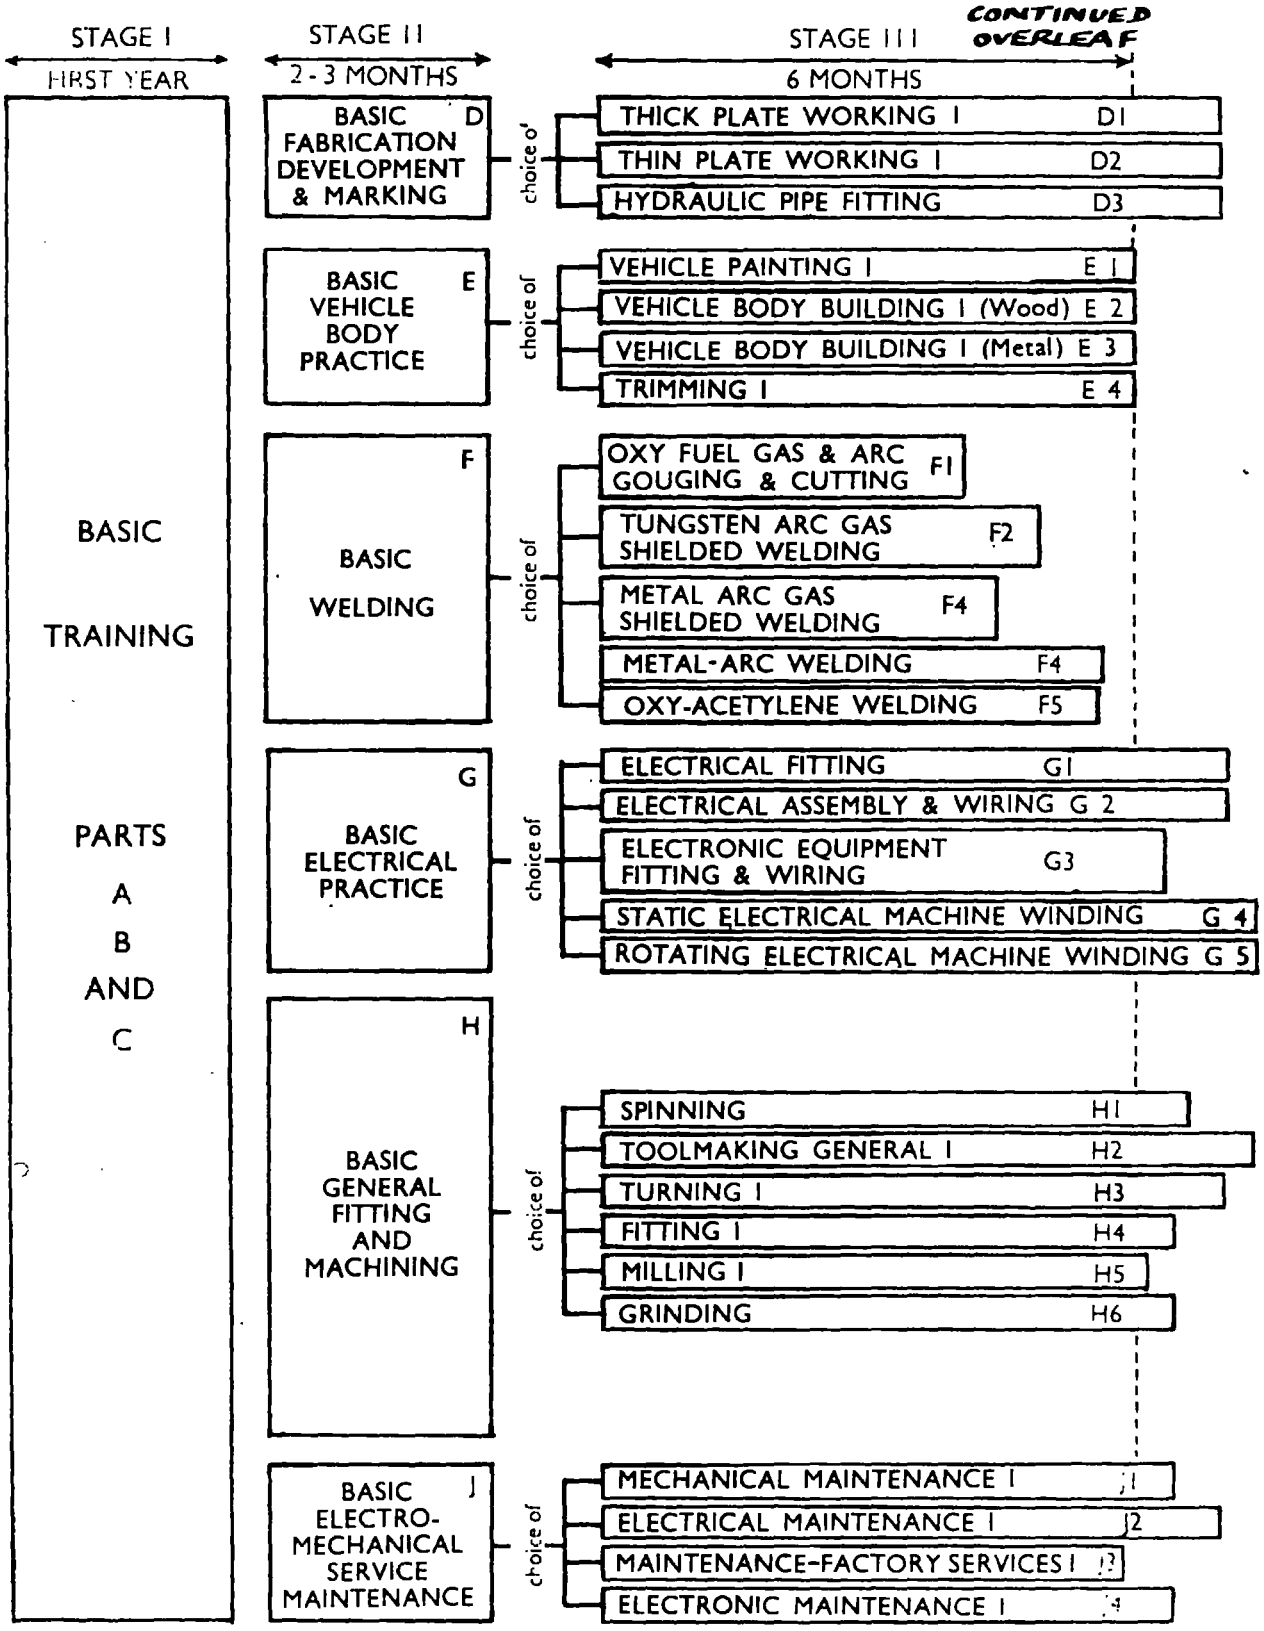 STAGE I
FIRST YEAR
BASIC
TRAINING
PARTS
A
B
AND
C
STAGE II
2-3 MONTHS
STAGE III
6 MONTHS
CONTINUED
OVERLEAF
BASIC D
FABRICATION
DEVELOPMENT
& MARKING
choice of
THICK PLATE WORKING I D1
THIN PLATE WORKING I D2
HYDRAULIC PIPE FITTING D3
BASIC E
VEHICLE
BODY
PRACTICE
choice of
VEHICLE PAINTING I E 1
VEHICLE BODY BUILDING I (Wood) E 2
VEHICLE BODY BUILDING I (Metal) E 3
TRIMMING I E 4
F
BASIC
WELDING
choice of
OXY FUEL GAS & ARC
GOUGING & CUTTING F1
TUNGSTEN ARC GAS
SHIELDED WELDING F2
METAL ARC GAS
SHIELDED WELDING F4
METAL-ARC WELDING F4
OXY-ACETYLENE WELDING F5
G
BASIC
ELECTRICAL
PRACTICE
choice of
ELECTRICAL FITTING G1
ELECTRICAL ASSEMBLY & WIRING G 2
ELECTRONIC EQUIPMENT
FITTING & WIRING G3
STATIC ELECTRICAL MACHINE WINDING G 4
ROTATING ELECTRICAL MACHINE WINDING G 5
H
BASIC
GENERAL
FITTING
AND
MACHINING
choice of
SPINNING H1
TOOLMAKING GENERAL I H2
TURNING I H3
FITTING I H4
MILLING I H5
GRINDING H6
BASIC J
ELECTRO-
MECHANICAL
SERVICE
MAINTENANCE
choice of
MECHANICAL MAINTENANCE I J1
ELECTRICAL MAINTENANCE I J2
MAINTENANCE-FACTORY SERVICES I J3
ELECTRONIC MAINTENANCE I J4